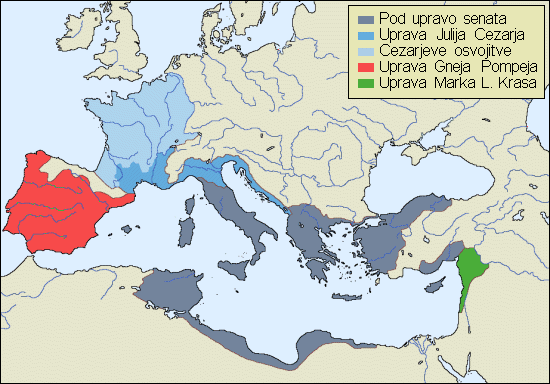 Pod upravo senata
Uprava Julija Cezarja
Cezarjeve osvojitve
Uprava Gneja Pompeja
Uprava Marka L. Krasa